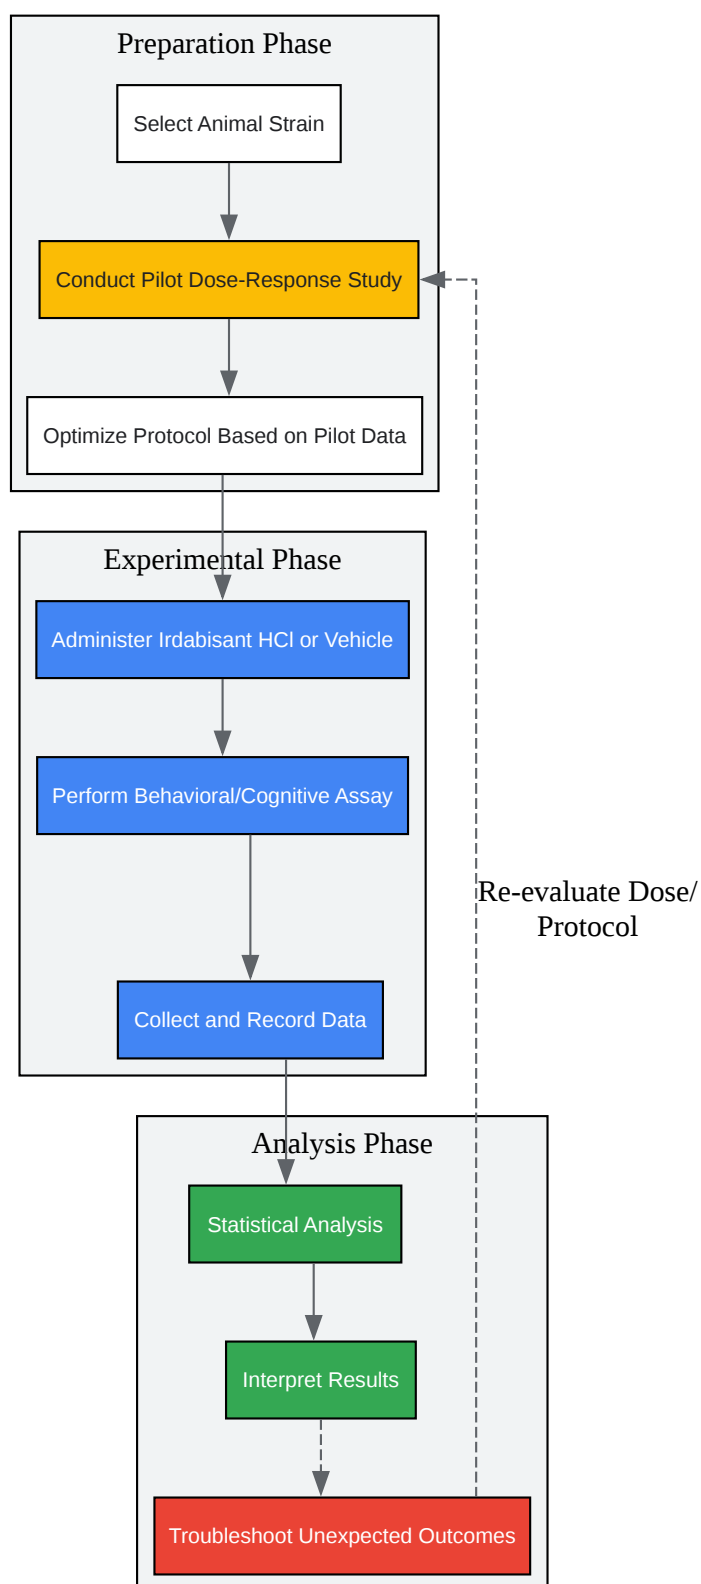 Preparation Phase
Select Animal Strain
Conduct Pilot Dose-Response Study
Optimize Protocol Based on Pilot Data
Experimental Phase
Administer Irdabisant HCl or Vehicle
Perform Behavioral/Cognitive Assay
Re-evaluate Dose/
Protocol
Collect and Record Data
Analysis Phase
Statistical Analysis
Interpret Results
Troubleshoot Unexpected Outcomes